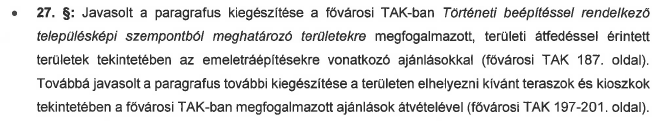 • 27. §: Javasolt a paragrafus kiegészítése a fővárosi TAK-ban Történeti beépítéssel rendelkező
településképi szempontból meghatározó területekre megfogalmazott, területi átfedéssel érintett
területek tekintetében az emeletráépítésekre vonatkozó ajánlásokkal (fővárosi TAK 187. oldal).
Továbbá javasolt a paragrafus további kiegészítése a területen elhelyezni kívánt teraszok és kioszkok
tekintetében a fővárosi TAK-ban megfogalmazott ajánlások átvételével (fővárosi TAK 197-201. oldal).